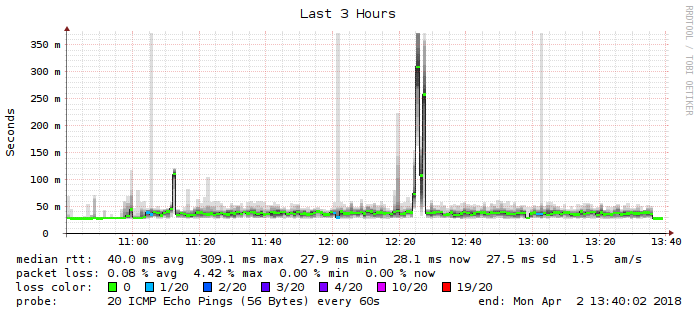 Last 3 Hours
RRDTOOL / TOBI OETIKER
Seconds
350 m
300 m
250 m
200 m
150 m
100 m
50 m
0
11:00 11:20 11:40 12:00 12:20 12:40 13:00 13:20 13:40
median rtt: 40.0 ms avg 309.1 ms max 27.9 ms min 28.1 ms now 27.5 ms sd 1.5 am/s
packet loss: 0.08 % avg 4.42 % max 0.00 % min 0.00 % now
loss color: 0 1/20 2/20 3/20 4/20 10/20 19/20
probe: 20 ICMP Echo Pings (56 Bytes) every 60s end: Mon Apr 2 13:40:02 2018